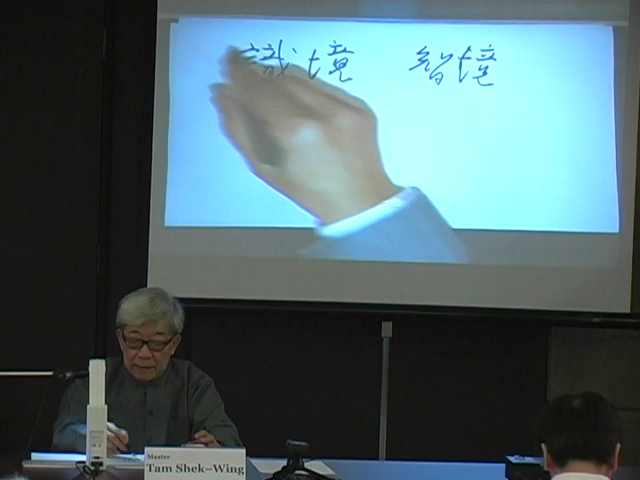 識境 智境
Master
Tam Shek-Wing